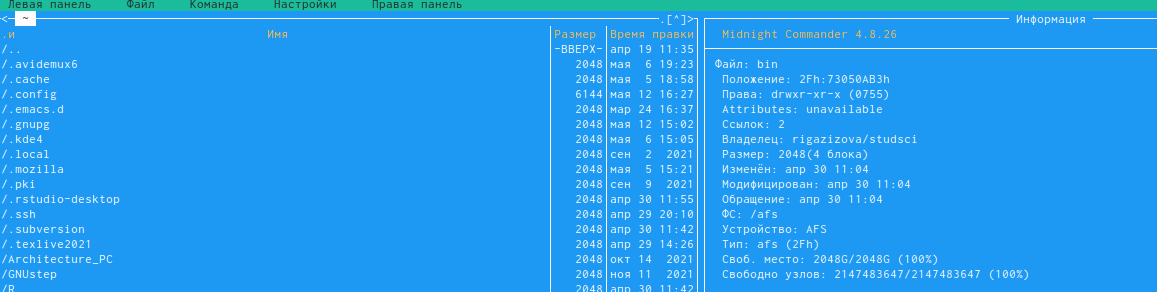 Левая панель Файл Команда Настройки Правая панель
<─ ~ .[^]>
.и Имя Размер Время правки
/.. -ВВЕРХ- апр 19 11:35
/.avidemux6 2048 мая 6 19:23
/.cache 2048 мая 5 18:58
/.config 6144 мая 12 16:27
/.emacs.d 2048 мар 24 16:37
/.gnupg 2048 мая 12 15:02
/.kde4 2048 мая 6 15:05
/.local 2048 сен 2 2021
/.mozilla 2048 мая 5 15:21
/.pki 2048 сен 9 2021
/.rstudio-desktop 2048 апр 30 11:55
/.ssh 2048 апр 29 20:10
/.subversion 2048 апр 30 11:42
/.texlive2021 2048 апр 29 14:26
/Architecture_PC 2048 окт 14 2021
/GNUstep 2048 ноя 11 2021
/R 2048 апр 30 11:42
Информация
Midnight Commander 4.8.26
Файл: bin
Положение: 2Fh:73050AB3h
Права: drwxr-xr-x (0755)
Attributes: unavailable
Ссылок: 2
Владелец: rigazizova/studsci
Размер: 2048(4 блока)
Изменён: апр 30 11:04
Модифицирован: апр 30 11:04
Обращение: апр 30 11:04
ФС: /afs
Устройство: AFS
Тип: afs (2Fh)
Своб. место: 2048G/2048G (100%)
Свободно узлов: 2147483647/2147483647 (100%)